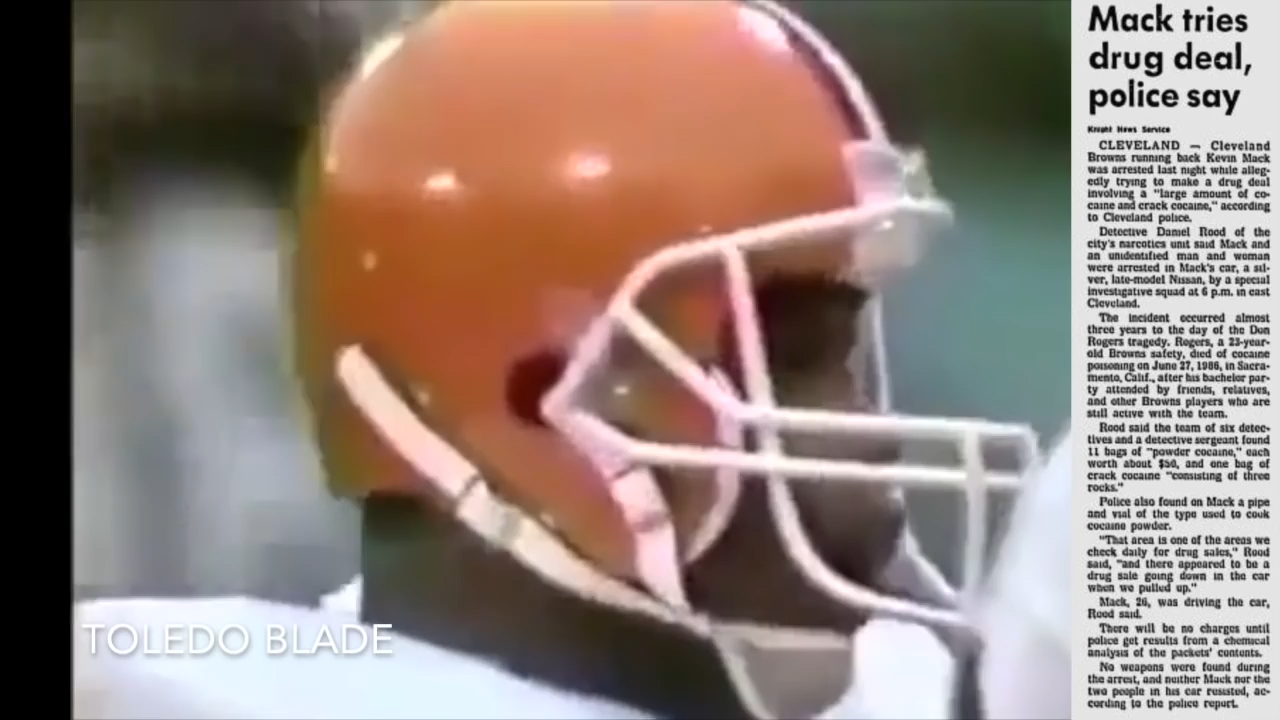 Mack tries
drug deal,
police say
Knight News Service
CLEVELAND — Cleveland
Browns running back Kevin Mack
was arrested last night while alleg-
edly trying to make a drug deal
involving a "large amount of co-
caine and crack cocaine," according
to Cleveland police.
Detective Daniel Rood of the
city's narcotics unit said Mack and
an unidentified man and woman
were arrested in Mack's car, a sil-
ver, late-model Nissan, by a special
investigative squad at 6 p.m. in east
Cleveland.
The incident occurred almost
three years to the day of the Don
Rogers tragedy. Rogers, a 23-year-
old Browns safety, died of cocaine
poisoning on June 27, 1986, in Sacra-
mento, Calif., after his bachelor par-
ty attended by friends, relatives,
and other Browns players who are
still active with the team.
Rood said the team of six detec-
tives and a detective sergeant found
11 bags of "powder cocaine," each
worth about $50, and one bag of
crack cocaine "consisting of three
rocks."
Police also found on Mack a pipe
and vial of the type used to cook
cocaine powder.
"That area is one of the areas we
check daily for drug sales," Rood
said, "and there appeared to be a
drug sale going down in the car
when we pulled up."
Mack, 26, was driving the car,
Rood said.
There will be no charges until
police get results from a chemical
analysis of the packets' contents.
No weapons were found during
the arrest, and neither Mack nor the
two people in his car resisted, ac-
cording to the police report.
TOLEDO BLADE